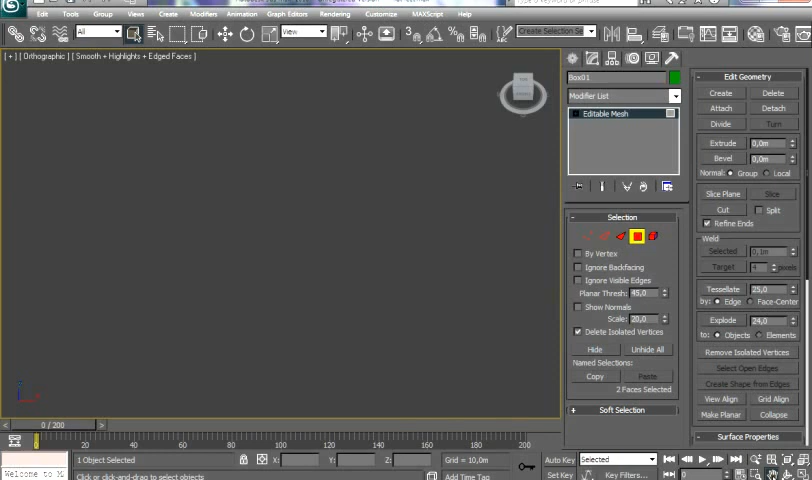 Edit Tools Group Views Create Modifiers Animation Graph Editors Rendering Customize MAXScript Help
All View Create Selection Se
[ + ] [ Orthographic ] [ Smooth + Highlights + Edged Faces ]
Box01
Modifier List
Editable Mesh
Selection
By Vertex
Ignore Backfacing
Ignore Visible Edges
Planar Thresh: 45,0
Show Normals
Scale: 20,0
Delete Isolated Vertices
Hide Unhide All
Named Selections:
Copy Paste
2 Faces Selected
Soft Selection
Edit Geometry
Create Delete
Attach Detach
Divide Turn
Extrude 0,0m
Bevel 0,0m
Normal: Group Local
Slice Plane Slice
Cut Split
Refine Ends
Weld
Selected 0,1m
Target 4 pixels
Tessellate 25,0
by: Edge Face-Center
Explode 24,0
to: Objects Elements
Remove Isolated Vertices
Select Open Edges
Create Shape from Edges
View Align Grid Align
Make Planar Collapse
Surface Properties
< 0 / 200 >
0 20 40 60 80 100 120 140 160 180 200
1 Object Selected X: Y: Z: Grid = 10,0m Auto Key Selected
Welcome to M Click or click-and-drag to select objects Add Time Tag Set Key Key Filters... 0